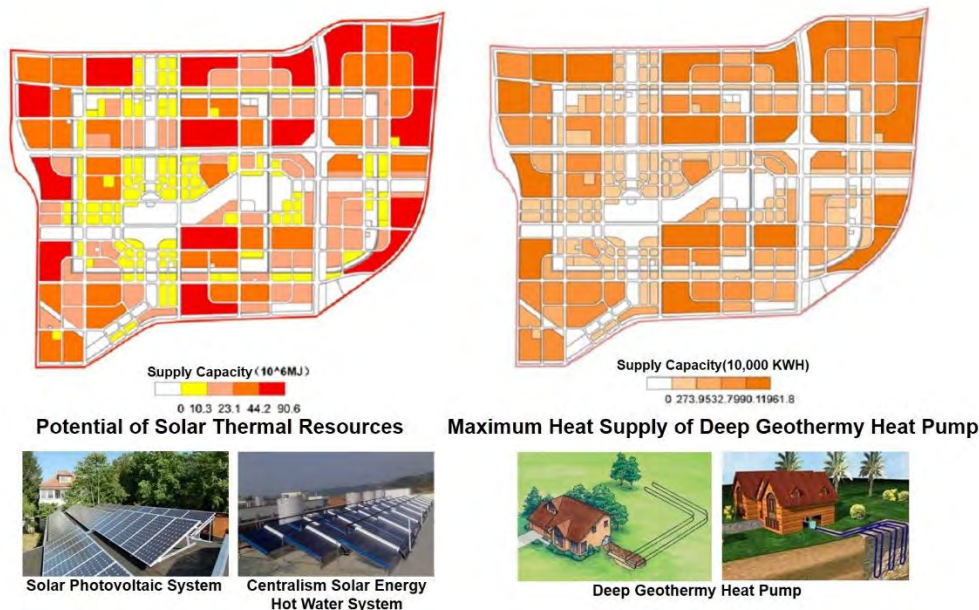 Supply Capacity（10^6MJ）
0 10.3 23.1 44.2 90.6
Potential of Solar Thermal Resources
Supply Capacity(10,000 KWH)
0 273.9532.7990.11961.8
Maximum Heat Supply of Deep Geothermy Heat Pump
Solar Photovoltaic System
Centralism Solar Energy
Hot Water System
Deep Geothermy Heat Pump